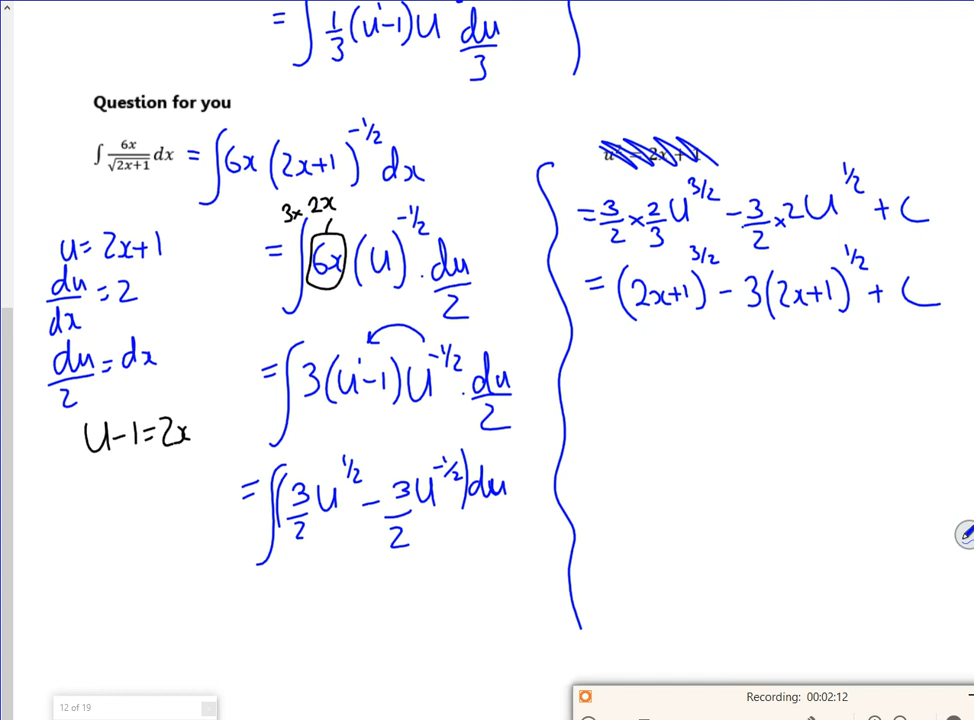 = ∫ 1/3 (u-1)u du/3
Question for you
∫ 6x/√(2x+1) dx = ∫ 6x (2x+1)^(-1/2) dx
3x 2x
u = 2x+1
= ∫ 6x (u)^(-1/2) . du/2
du/dx = 2
du/2 = dx
= ∫ 3(u-1)u^(-1/2) . du/2
u-1=2x
= ∫ (3/2 u^(1/2) - 3/2 u^(-1/2)) du
= 3/2 × 2/3 u^(3/2) - 3/2 × 2u^(1/2) + C
= (2x+1)^(3/2) - 3(2x+1)^(1/2) + C
12 of 19
Recording: 00:02:12